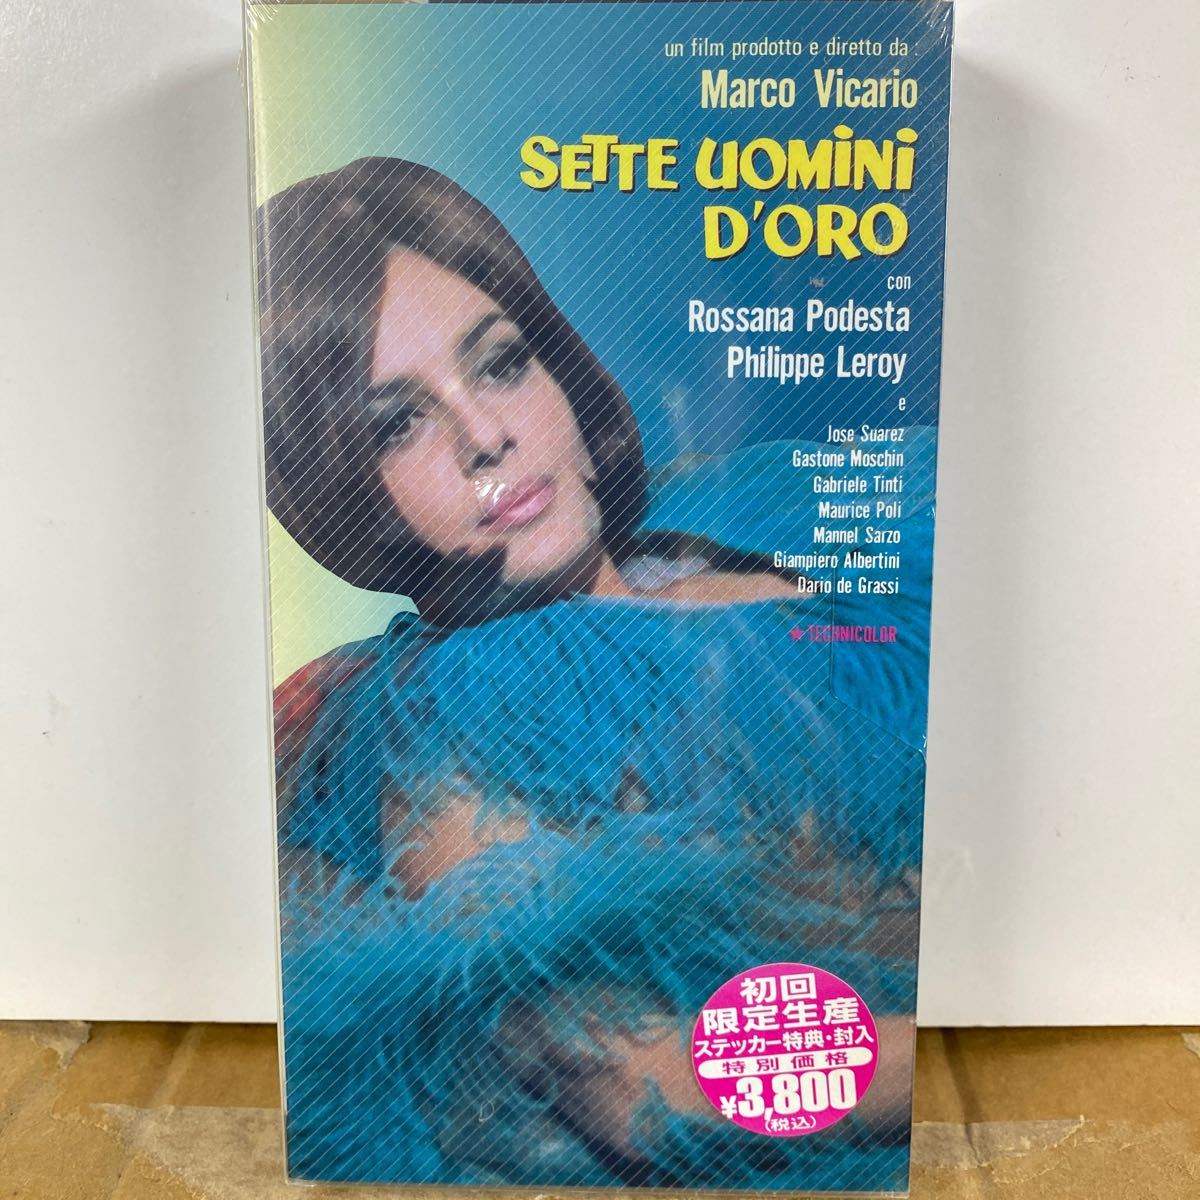 un film prodotto e diretto da :
Marco Vicario
SETTE UOMiNi
D'ORO
con
Rossana Podesta
Philippe Leroy
e
Jose Suarez
Gastone Moschin
Gabriele Tinti
Maurice Poli
Mannel Sarzo
Giampiero Albertini
Dario de Grassi
★TECHNICOLOR
初回
限定生産
ステッカー特典・封入
特別価格
¥3,800
(税込)